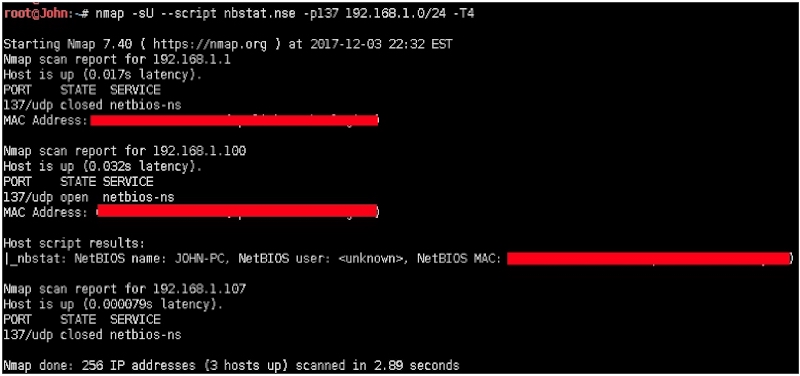 root@John:~# nmap -sU --script nbstat.nse -p137 192.168.1.0/24 -T4
Starting Nmap 7.40 ( https://nmap.org ) at 2017-12-03 22:32 EST
Nmap scan report for 192.168.1.1
Host is up (0.017s latency).
PORT    STATE  SERVICE
137/udp closed netbios-ns
MAC Address:
Nmap scan report for 192.168.1.100
Host is up (0.032s latency).
PORT    STATE SERVICE
137/udp open  netbios-ns
MAC Address:
Host script results:
|_nbstat: NetBIOS name: JOHN-PC, NetBIOS user: <unknown>, NetBIOS MAC:
Nmap scan report for 192.168.1.107
Host is up (0.000079s latency).
PORT    STATE  SERVICE
137/udp closed netbios-ns
Nmap done: 256 IP addresses (3 hosts up) scanned in 2.89 seconds